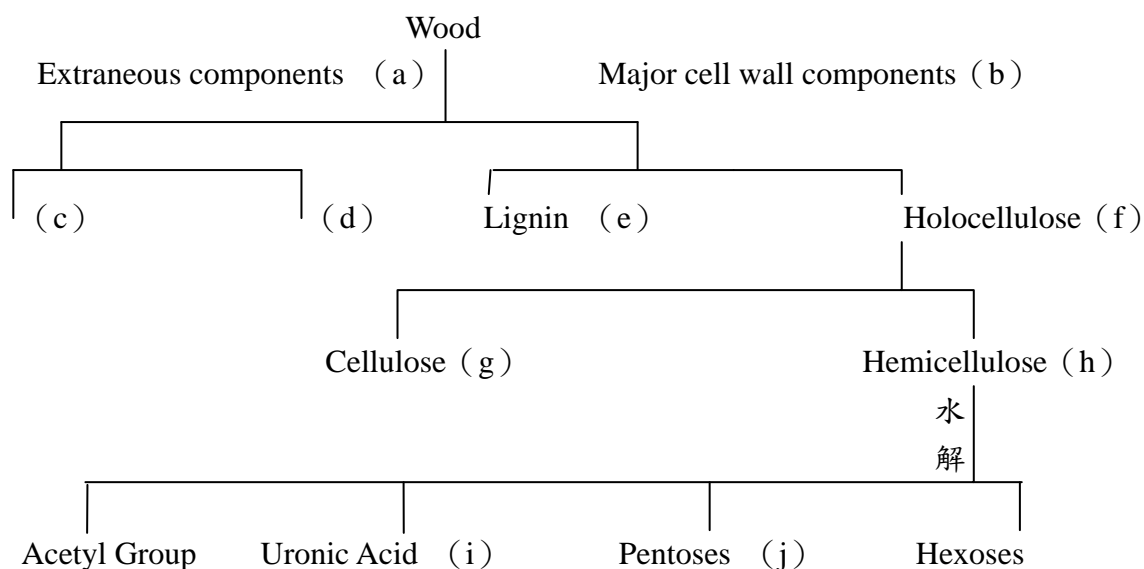 Wood
Extraneous components （a） Major cell wall components（b）
（c） （d） Lignin （e） Holocellulose（f）
Cellulose（g） Hemicellulose（h）
水
解
Acetyl Group Uronic Acid （i） Pentoses （j） Hexoses